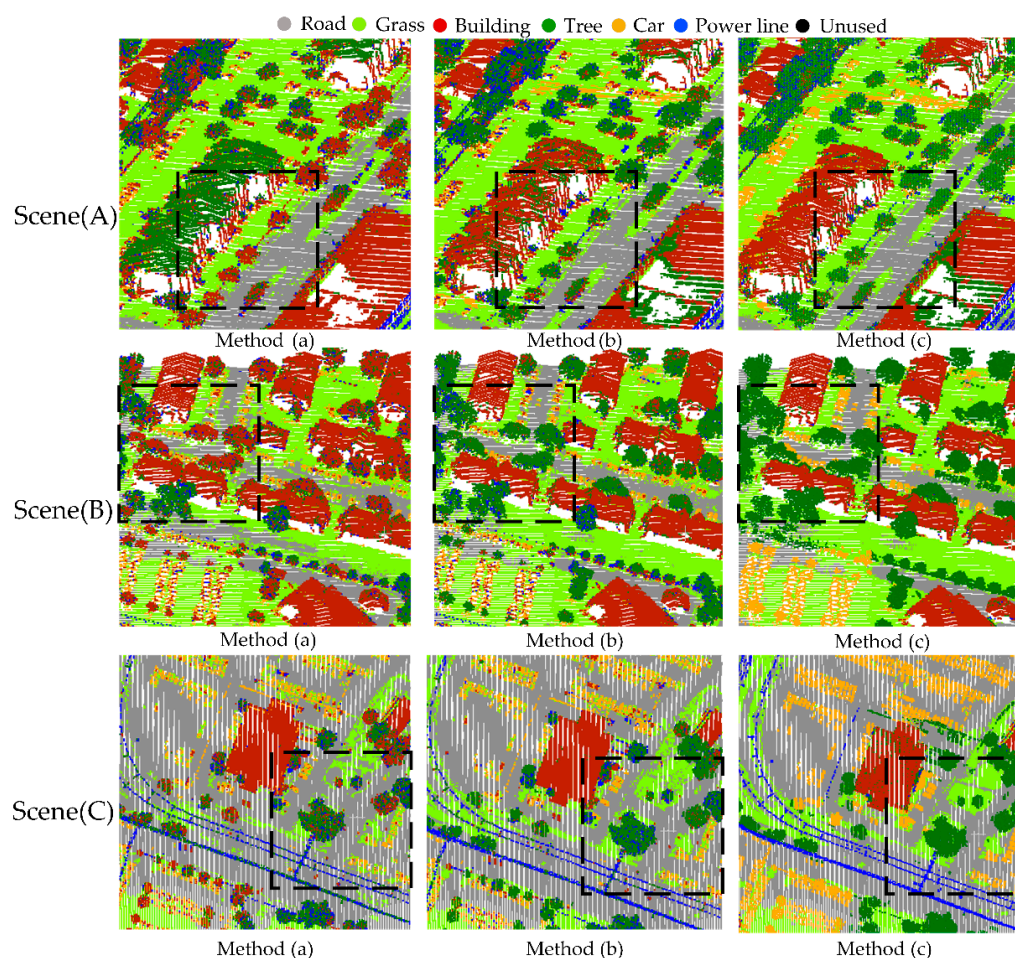 Road Grass Building Tree Car Power line Unused
Scene(A)
Method (a) Method (b) Method (c)
Scene(B)
Method (a) Method (b) Method (c)
Scene(C)
Method (a) Method (b) Method (c)